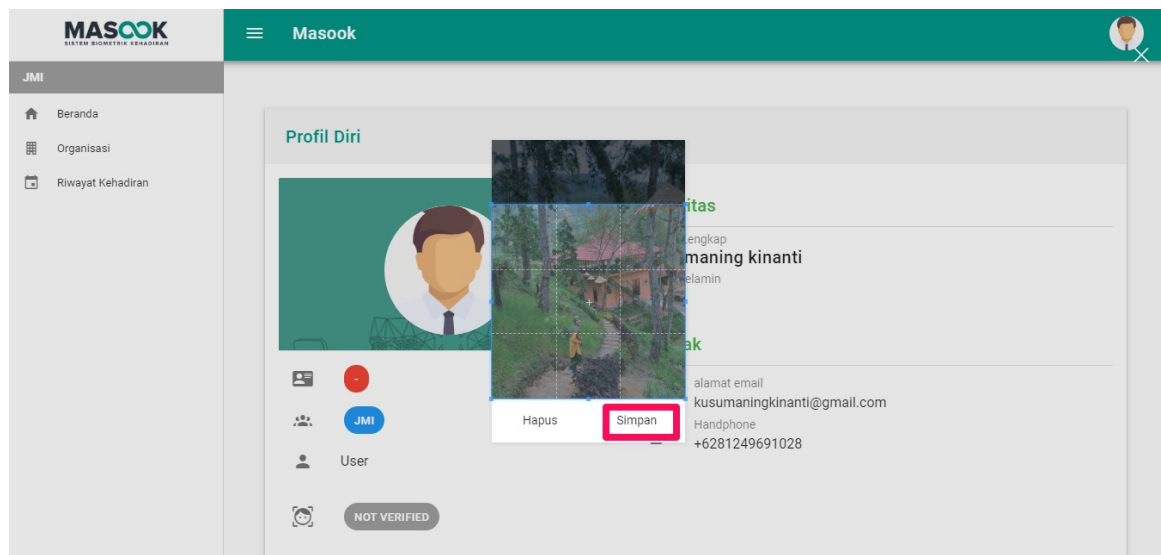 MASOOK
SISTEM BIOMETRIK KEHADIRAN
Masook
JMI
Beranda
Organisasi
Riwayat Kehadiran
Profil Diri
itas
engkap
maning kinanti
elamin
ak
alamat email
kusumaningkinanti@gmail.com
Handphone
+6281249691028
Hapus
Simpan
-
JMI
User
NOT VERIFIED